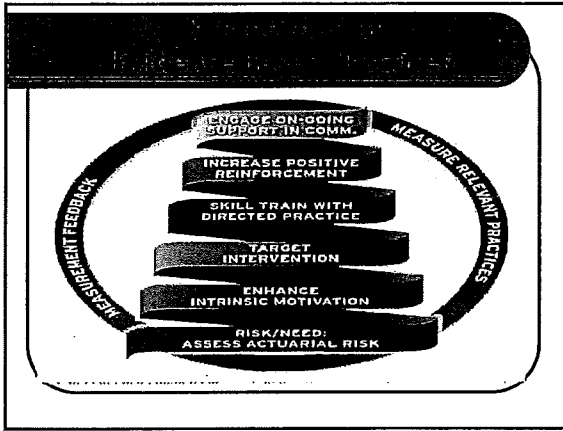 ENGAGE ON-GOING
SUPPORT IN COMM.
INCREASE POSITIVE
REINFORCEMENT
SKILL TRAIN WITH
DIRECTED PRACTICE
TARGET
INTERVENTION
ENHANCE
INTRINSIC MOTIVATION
RISK/NEED:
ASSESS ACTUARIAL RISK
MEASUREMENT FEEDBACK
MEASURE RELEVANT PRACTICES